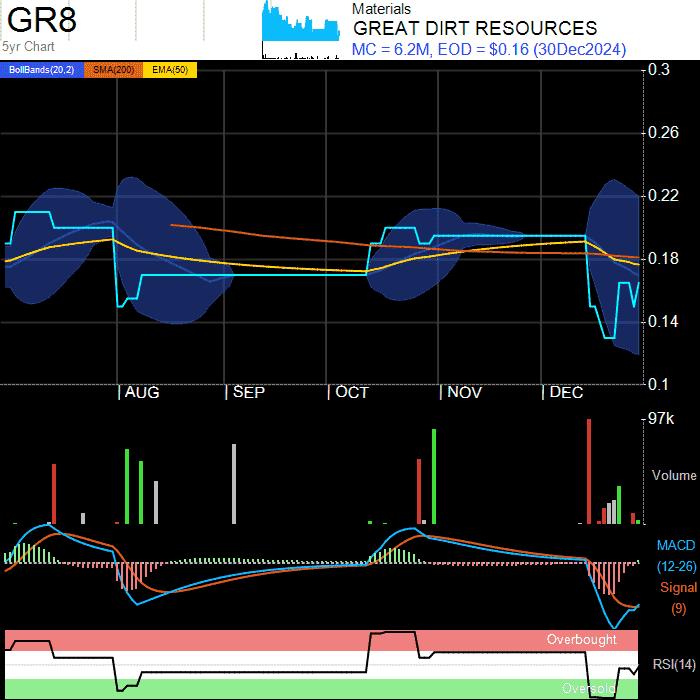 GR8
5yr Chart
Materials
GREAT DIRT RESOURCES
MC = 6.2M, EOD = $0.16 (30Dec2024)
BollBands(20,2) SMA(200) EMA(50)
0.3
0.26
0.22
0.18
0.14
0.1
AUG SEP OCT NOV DEC
97k
Volume
MACD
(12-26)
Signal
(9)
Overbought
RSI(14)
Oversold